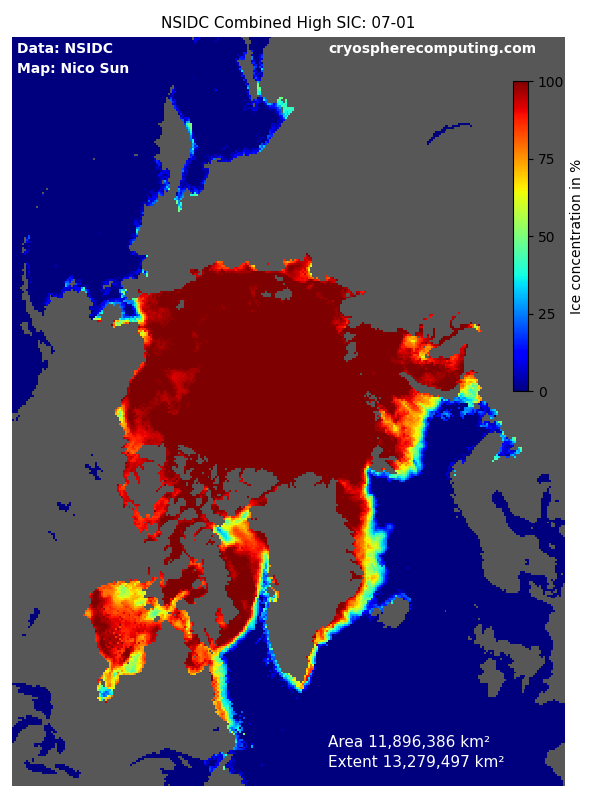 NSIDC Combined High SIC: 07-01
Data: NSIDC
Map: Nico Sun
cryospherecomputing.com
100
75
50
25
0
Ice concentration in %
Area 11,896,386 km²
Extent 13,279,497 km²